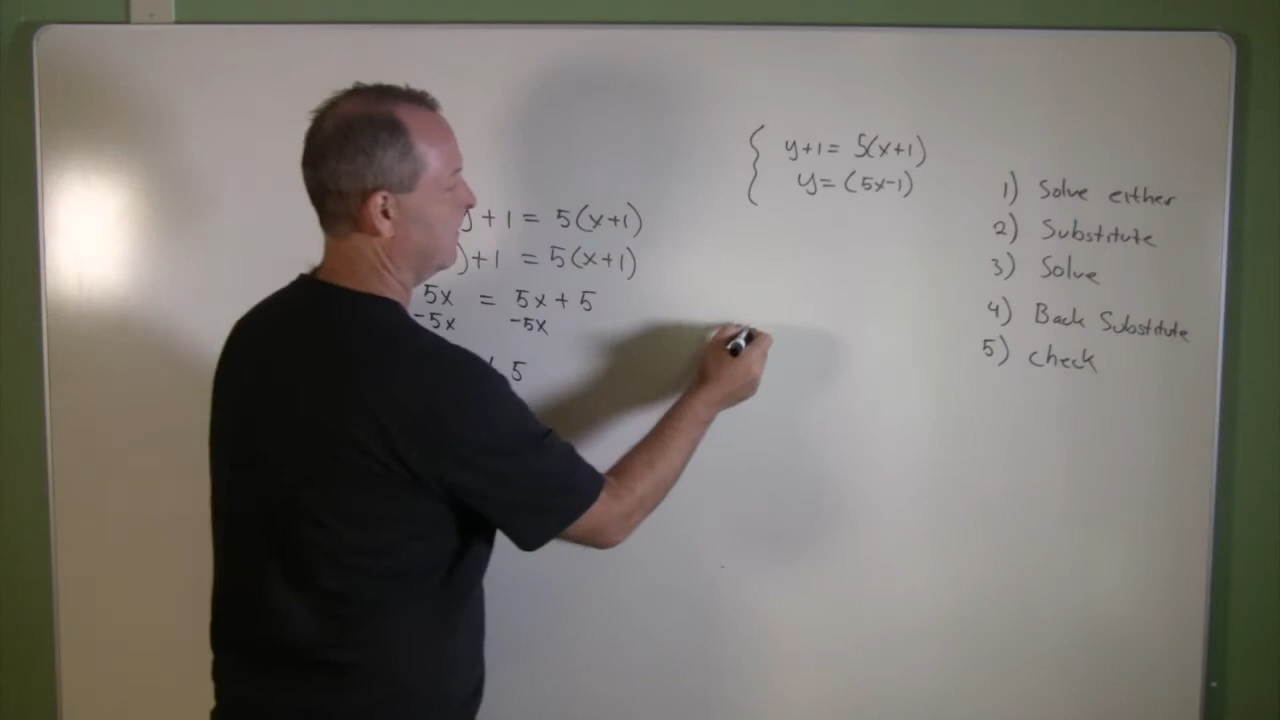 y+1 = 5(x+1)
y = (5x-1)
y + 1 = 5(x+1)
)+1 = 5(x+1)
5x = 5x + 5
-5x -5x
5
1) Solve either
2) Substitute
3) Solve
4) Back Substitute
5) check